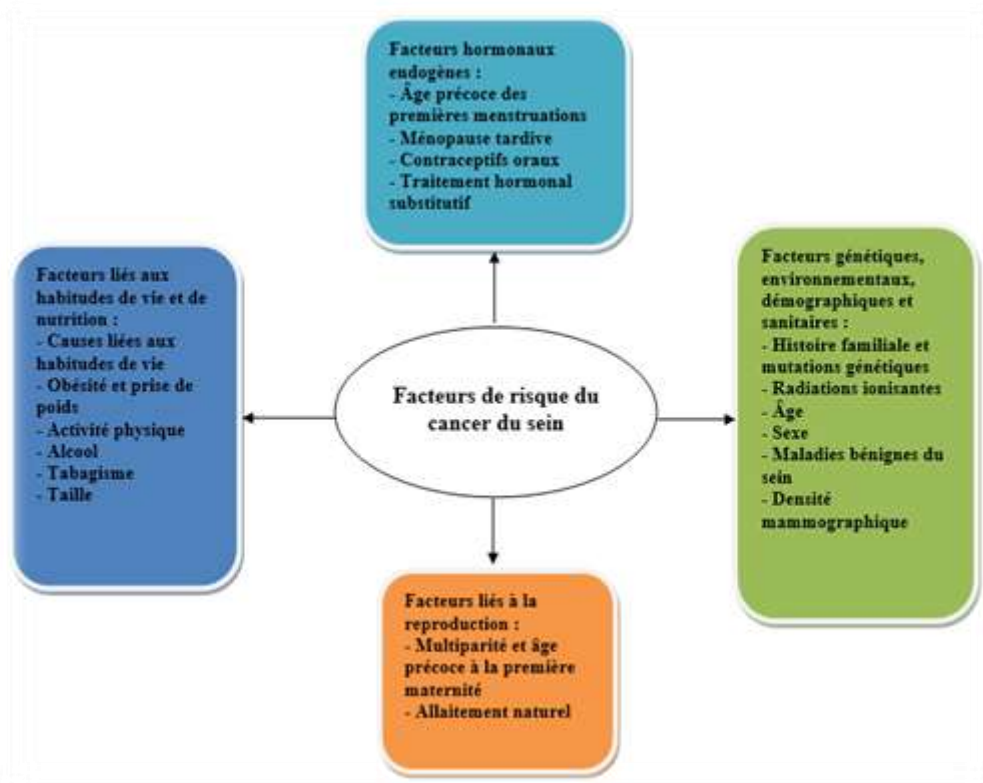 Facteurs hormonaux
endogènes :
- Âge précoce des
premières menstruations
- Ménopause tardive
- Contraceptifs oraux
- Traitement hormonal
substitutif
Facteurs liés aux
habitudes de vie et de
nutrition :
- Causes liées aux
habitudes de vie
- Obésité et prise de
poids
- Activité physique
- Alcool
- Tabagisme
- Taille
Facteurs de risque du
cancer du sein
Facteurs génétiques,
environnementaux,
démographiques et
sanitaires :
- Histoire familiale et
mutations génétiques
- Radiations ionisantes
- Âge
- Sexe
- Maladies bénignes du
sein
- Densité
mammographique
Facteurs liés à la
reproduction :
- Multiparité et âge
précoce à la première
maternité
- Allaitement naturel